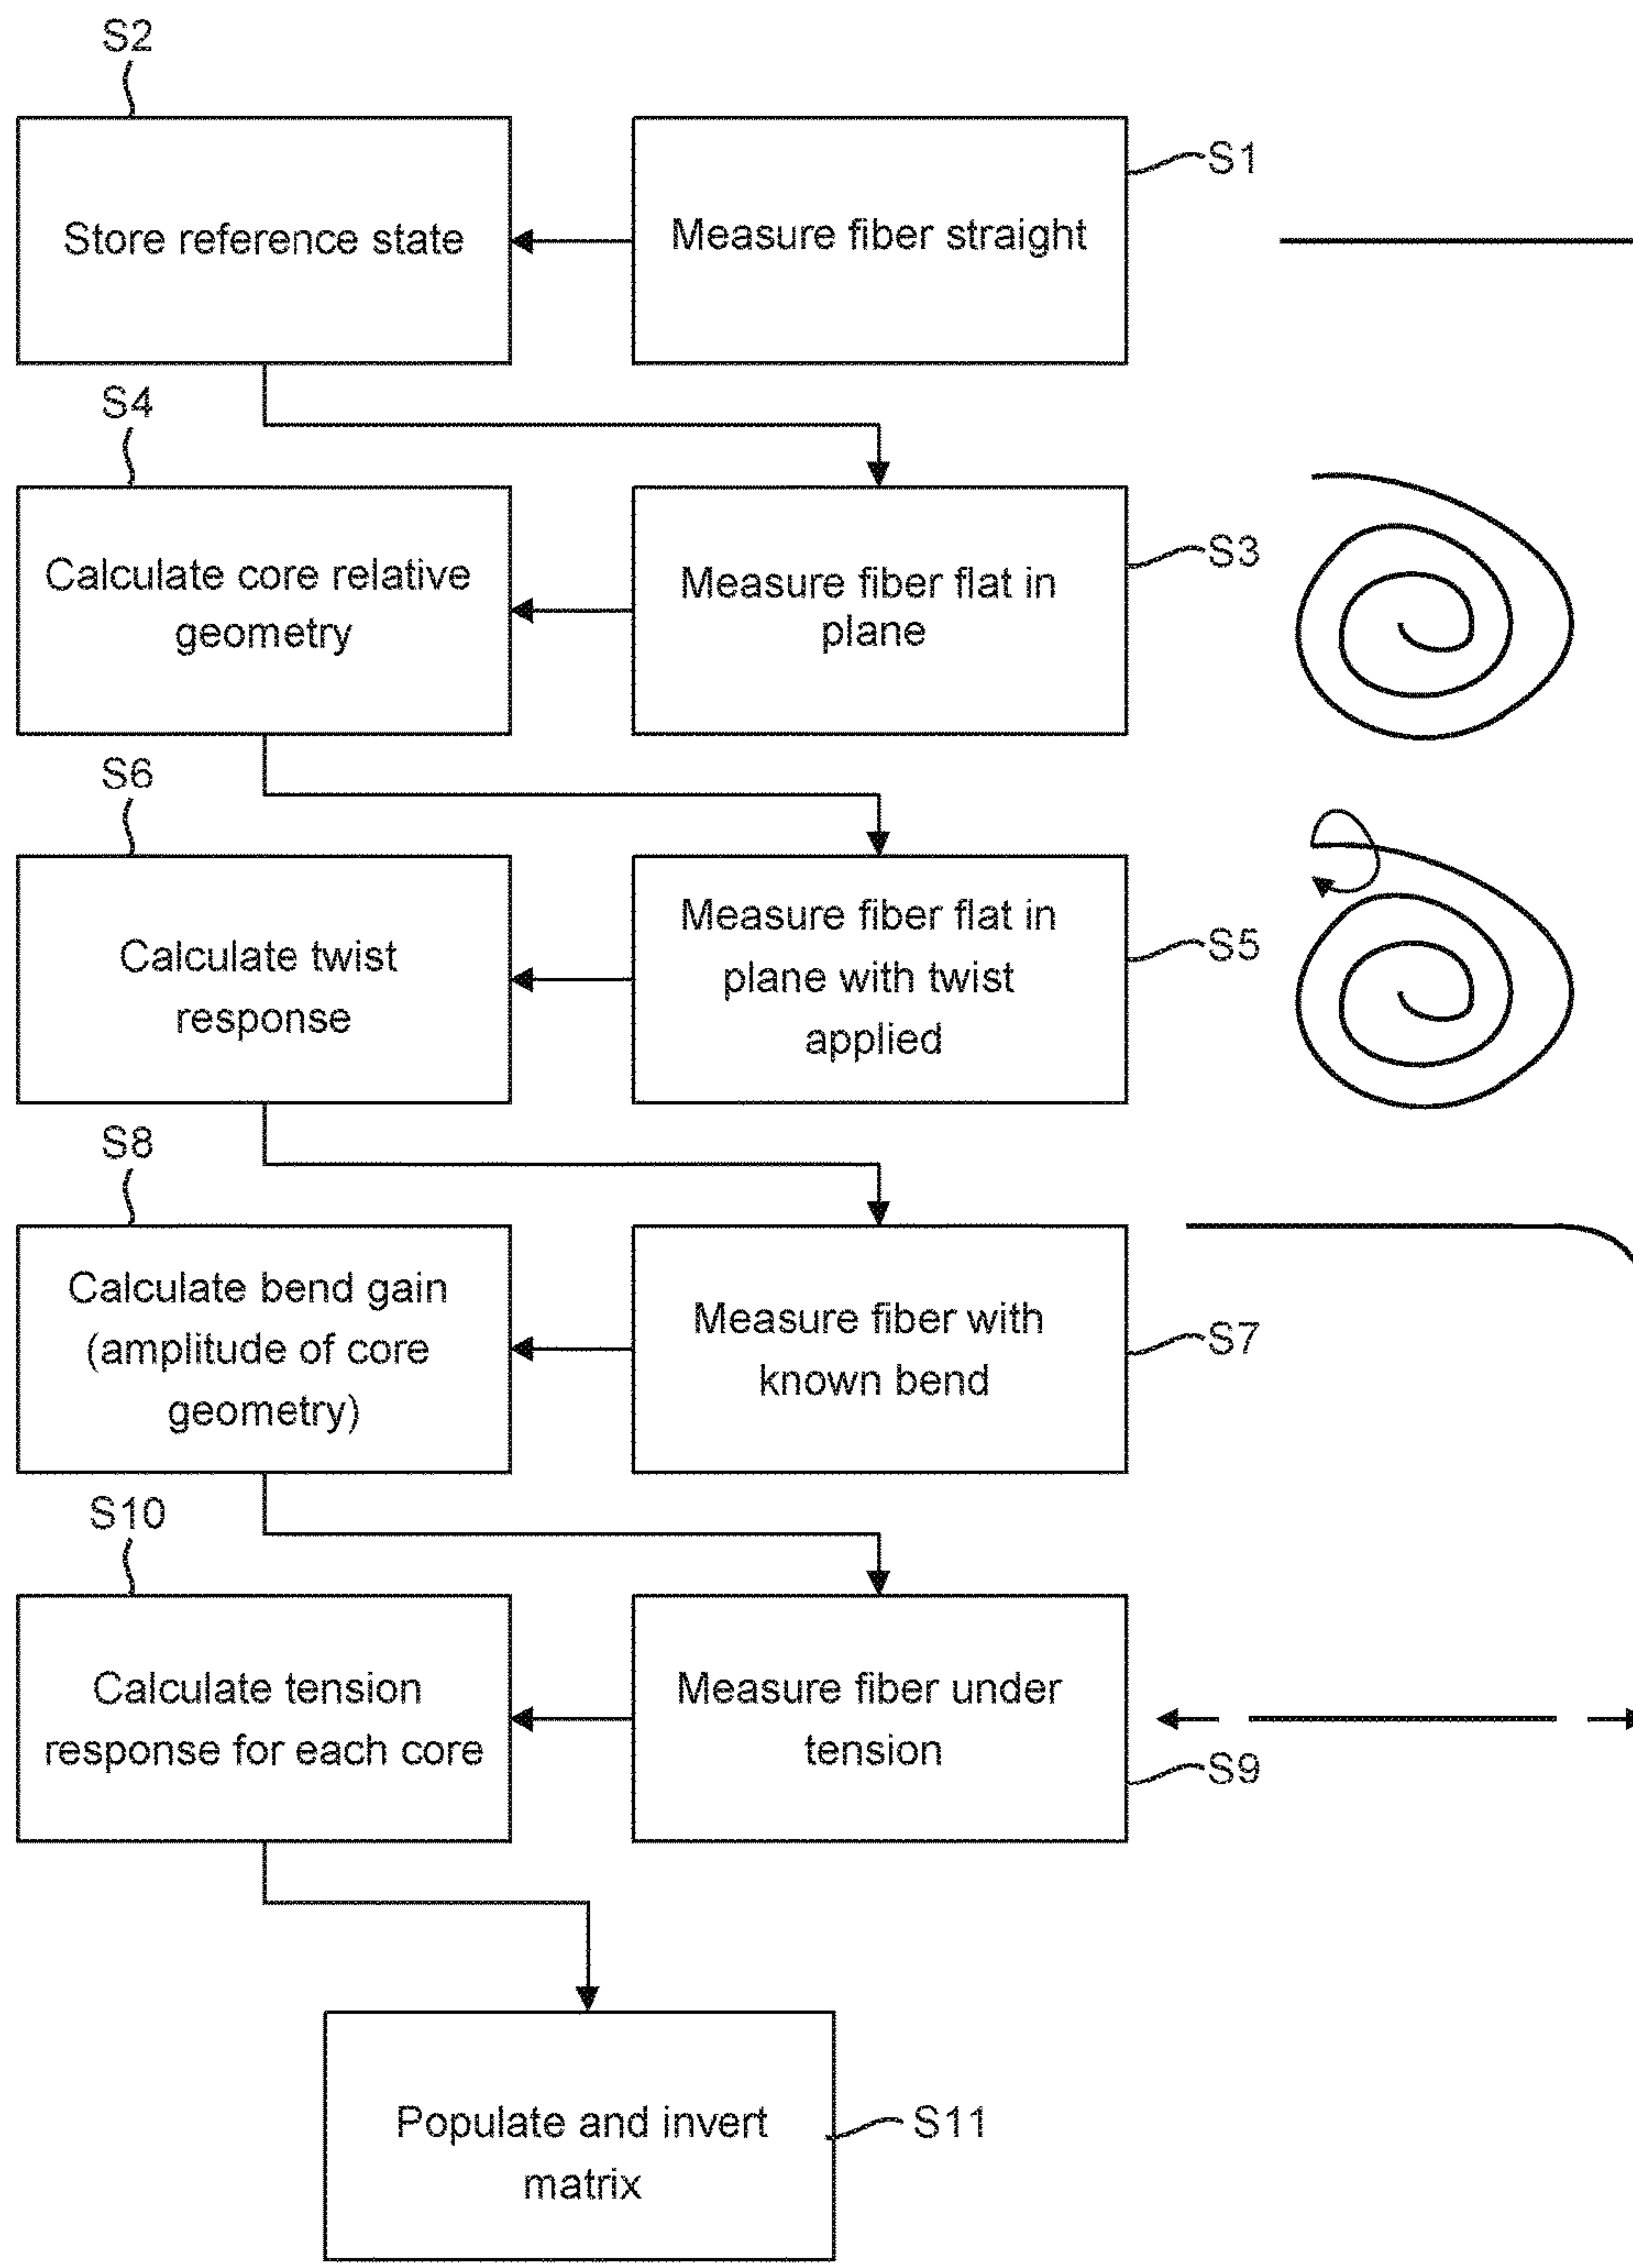 S2
S1
Store reference state
Measure fiber straight
S4
S3
Calculate core relative
geometry
Measure fiber flat in
plane
S6
S5
Calculate twist
response
Measure fiber flat in
plane with twist
applied
S8
S7
Calculate bend gain
(amplitude of core
geometry)
Measure fiber with
known bend
S10
Calculate tension
response for each core
Measure fiber under
tension
S9
Populate and invert
matrix
S11